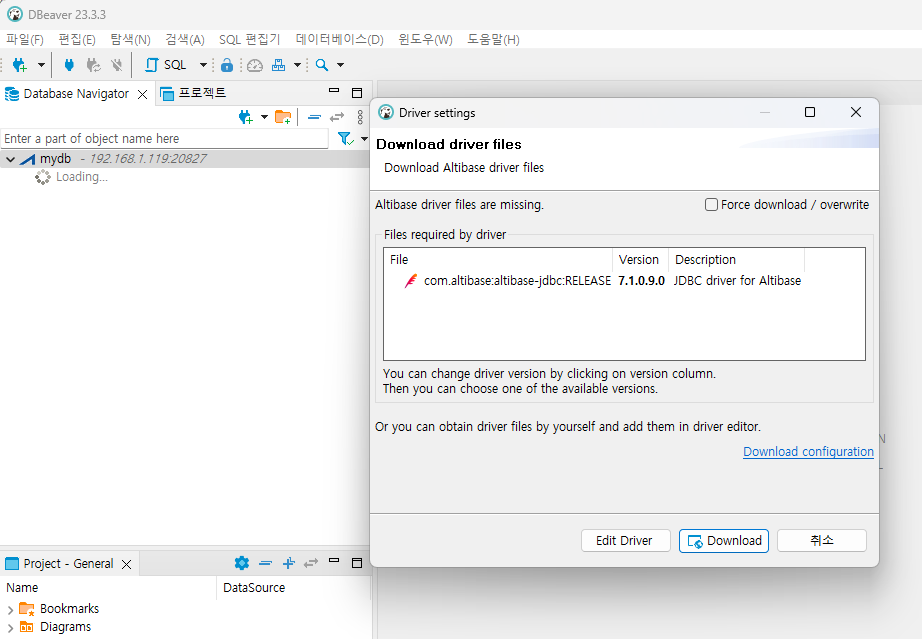 DBeaver 23.3.3
파일(F) 편집(E) 탐색(N) 검색(A) SQL 편집기 데이터베이스(D) 윈도우(W) 도움말(H)
SQL
Database Navigator 프로젝트
Enter a part of object name here
mydb - 192.168.1.119:20827
Loading...
Driver settings
Download driver files
Download Altibase driver files
Altibase driver files are missing.
Force download / overwrite
Files required by driver
File Version Description
com.altibase:altibase-jdbc:RELEASE 7.1.0.9.0 JDBC driver for Altibase
You can change driver version by clicking on version column.
Then you can choose one of the available versions.
Or you can obtain driver files by yourself and add them in driver editor.
Download configuration
Edit Driver Download 취소
Project - General
Name DataSource
Bookmarks
Diagrams